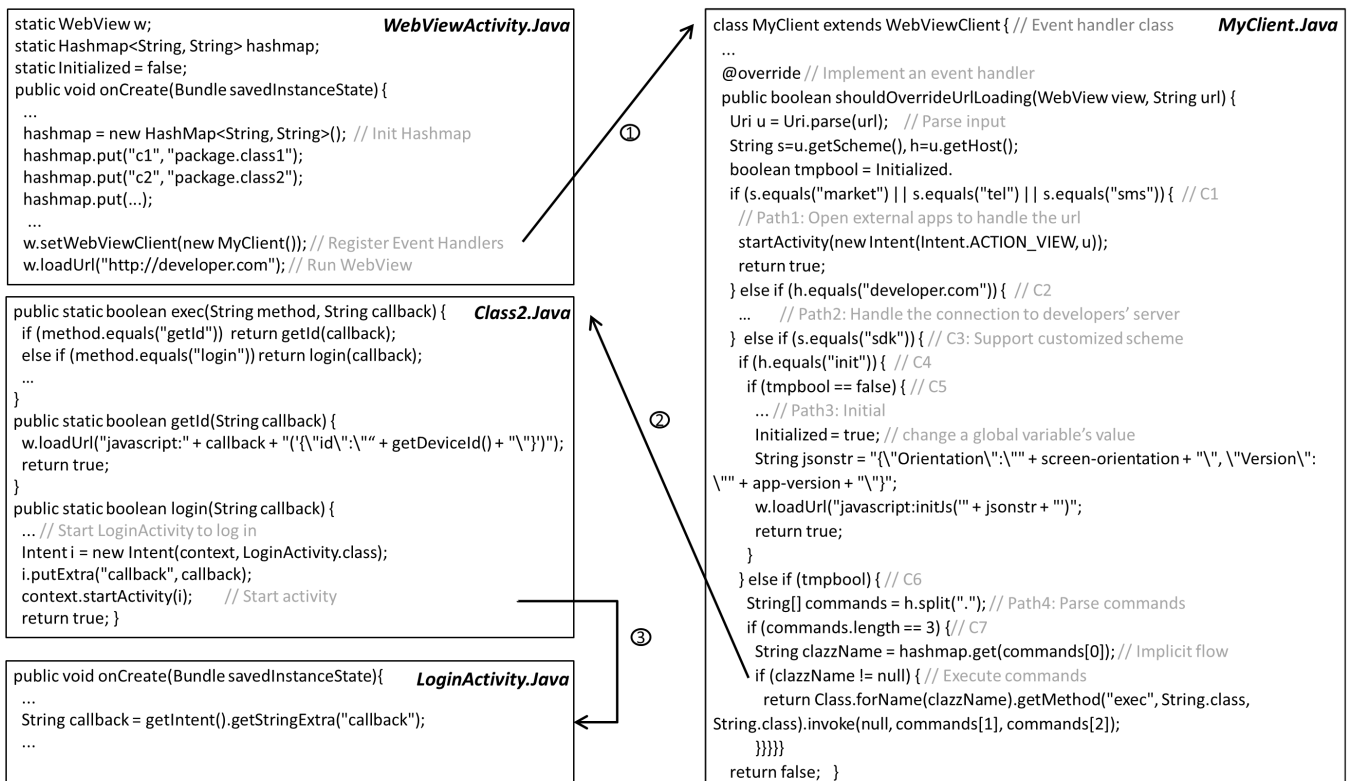 static WebView w;
WebViewActivity.Java
static Hashmap<String, String> hashmap;
static Initialized = false;
public void onCreate(Bundle savedInstanceState) {
...
hashmap = new HashMap<String, String>(); // Init Hashmap
hashmap.put("c1", "package.class1");
hashmap.put("c2", "package.class2");
hashmap.put(...);
...
w.setWebViewClient(new MyClient()); // Register Event Handlers
w.loadUrl("http://developer.com"); // Run WebView
①
public static boolean exec(String method, String callback) {
Class2.Java
if (method.equals("getId")) return getId(callback);
else if (method.equals("login")) return login(callback);
...
}
public static boolean getId(String callback) {
w.loadUrl("javascript:" + callback + "('{\"id\":\"“ + getDeviceId() + "\"}')");
return true;
}
public static boolean login(String callback) {
... // Start LoginActivity to log in
Intent i = new Intent(context, LoginActivity.class);
i.putExtra("callback", callback);
context.startActivity(i); // Start activity
return true; }
②
③
public void onCreate(Bundle savedInstanceState){
LoginActivity.Java
...
String callback = getIntent().getStringExtra("callback");
...
class MyClient extends WebViewClient { // Event handler class
MyClient.Java
...
@override // Implement an event handler
public boolean shouldOverrideUrlLoading(WebView view, String url) {
Uri u = Uri.parse(url); // Parse input
String s=u.getScheme(), h=u.getHost();
boolean tmpbool = Initialized.
if (s.equals("market") || s.equals("tel") || s.equals("sms")) { // C1
// Path1: Open external apps to handle the url
startActivity(new Intent(Intent.ACTION_VIEW, u));
return true;
} else if (h.equals("developer.com")) { // C2
... // Path2: Handle the connection to developers’ server
} else if (s.equals("sdk")) { // C3: Support customized scheme
if (h.equals("init")) { // C4
if (tmpbool == false) { // C5
... // Path3: Initial
Initialized = true; // change a global variable’s value
String jsonstr = "{\"Orientation\":\"" + screen-orientation + "\", \"Version\":
\"" + app-version + "\"}";
w.loadUrl("javascript:initJs('" + jsonstr + "')";
return true;
}
} else if (tmpbool) { // C6
String[] commands = h.split("."); // Path4: Parse commands
if (commands.length == 3) {// C7
String clazzName = hashmap.get(commands[0]); // Implicit flow
if (clazzName != null) { // Execute commands
return Class.forName(clazzName).getMethod("exec", String.class,
String.class).invoke(null, commands[1], commands[2]);
}}}}}
return false; }